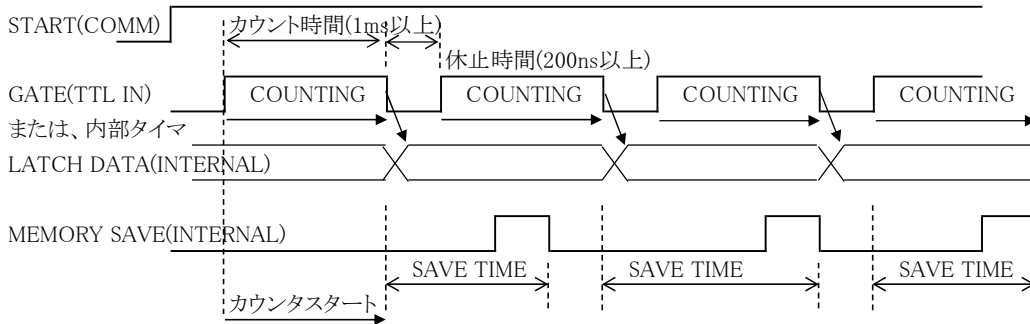 START(COMM)
カウント時間(1ms以上)
休止時間(200ns以上)
GATE(TTL IN)
COUNTING COUNTING COUNTING COUNTING
または、内部タイマ
LATCH DATA(INTERNAL)
MEMORY SAVE(INTERNAL)
SAVE TIME SAVE TIME SAVE TIME
カウンタスタート